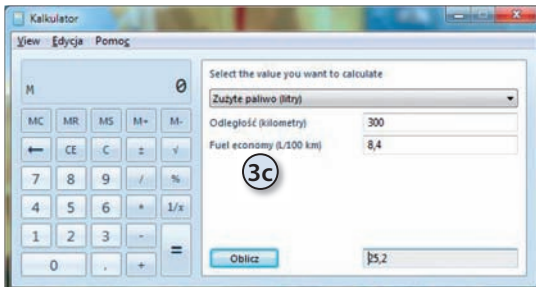 Kalkulator
View Edycja Pomoc
M 0
Select the value you want to calculate
Zużyte paliwo (litry)
Odległość (kilometry) 300
Fuel economy (L/100 km) 8,4
3c
MC MR MS M+ M-
← CE C ± √
7 8 9 / %
4 5 6 * 1/x
1 2 3 - =
0 , +
Oblicz 25,2